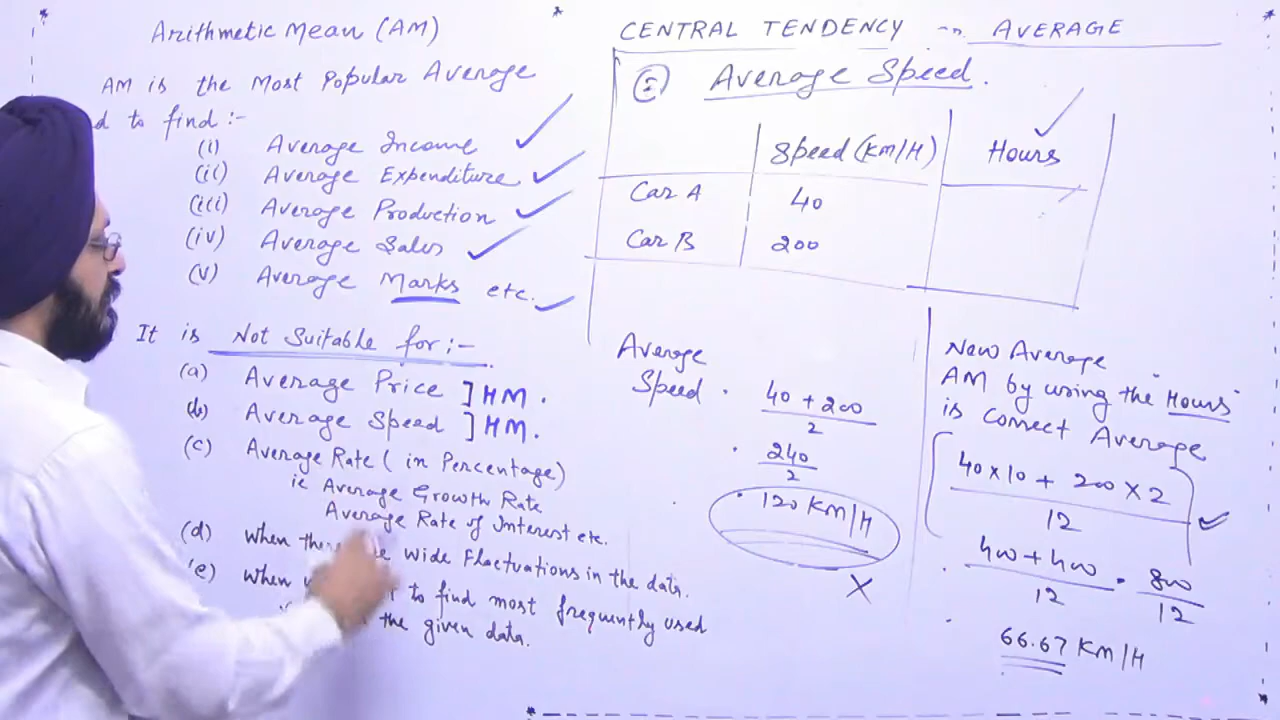 Arithmetic Mean (AM)
AM is the Most Popular Average
d to find :-
(i) Average Income
(ii) Average Expenditure
(iii) Average Production
(iv) Average Sales
(v) Average Marks etc.
It is Not Suitable for :-
(a) Average Price ] HM.
(b) Average Speed ] HM.
(c) Average Rate ( in Percentage)
ie Average Growth Rate
Average Rate of Interest etc.
(d) When there wide Fluctuations in the data.
(e) When to find most frequently used
the given data.
CENTRAL TENDENCY AVERAGE
② Average Speed.
Speed (KM/H) Hours
Car A 40
Car B 200
Average
Speed . 40 + 200
2
240
2
120 KM/H
X
New Average
AM by using the "Hours"
is correct Average
40 x 10 + 200 x 2
12
400 + 400
12
800
12
66.67 KM/H